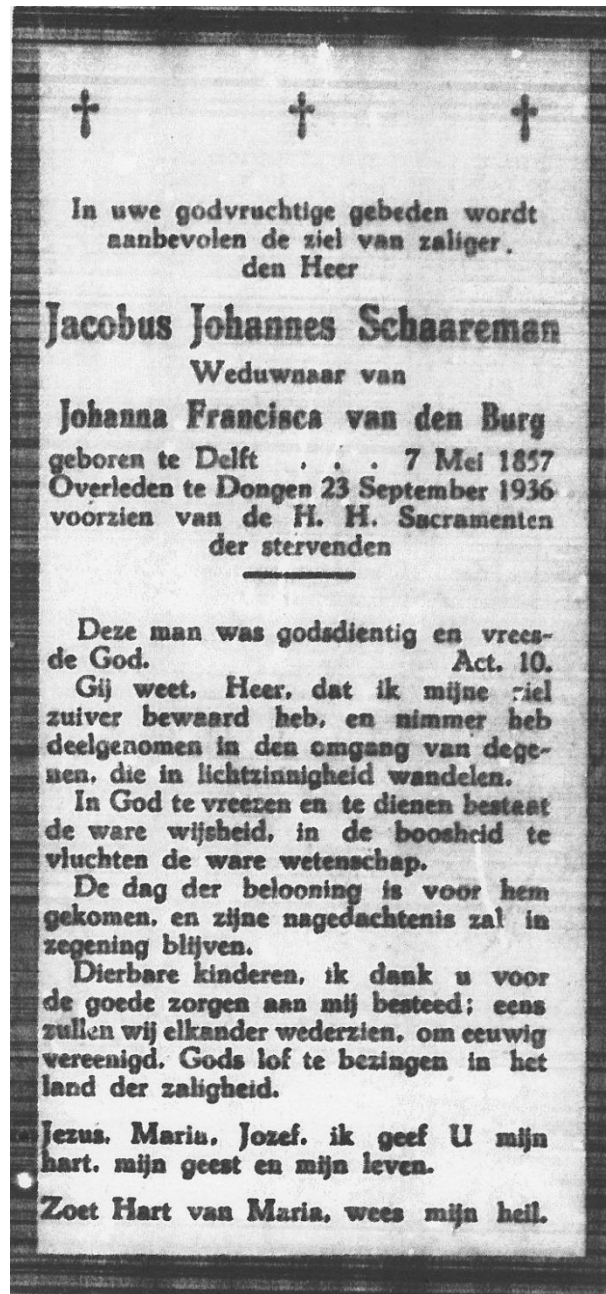 In uwe godvruchtige gebeden wordt
aanbevolen de ziel van zaliger.
den Heer
Jacobus Johannes Schaareman
Weduwnaar van
Johanna Francisca van den Burg
geboren te Delft . . . 7 Mei 1857
Overleden te Dongen 23 September 1936
voorzien van de H. H. Sacramenten
der stervenden
Deze man was godsdientig en vrees-
de God. Act. 10.
Gij weet, Heer, dat ik mijne ziel
zuiver bewaard heb, en nimmer heb
deelgenomen in den omgang van dege-
nen, die in lichtzinnigheid wandelen.
In God te vreezen en te dienen bestaat
de ware wijsheid, in de boosheid te
vluchten de ware wetenschap.
De dag der belooning is voor hem
gekomen, en zijne nagedachtenis zal in
zegening blijven.
Dierbare kinderen, ik dank u voor
de goede zorgen aan mij besteed; eens
zullen wij elkander wederzien, om eeuwig
vereenigd, Gods lof te bezingen in het
land der zaligheid.
Jezus, Maria, Jozef, ik geef U mijn
hart, mijn geest en mijn leven.
Zoet Hart van Maria, wees mijn heil.